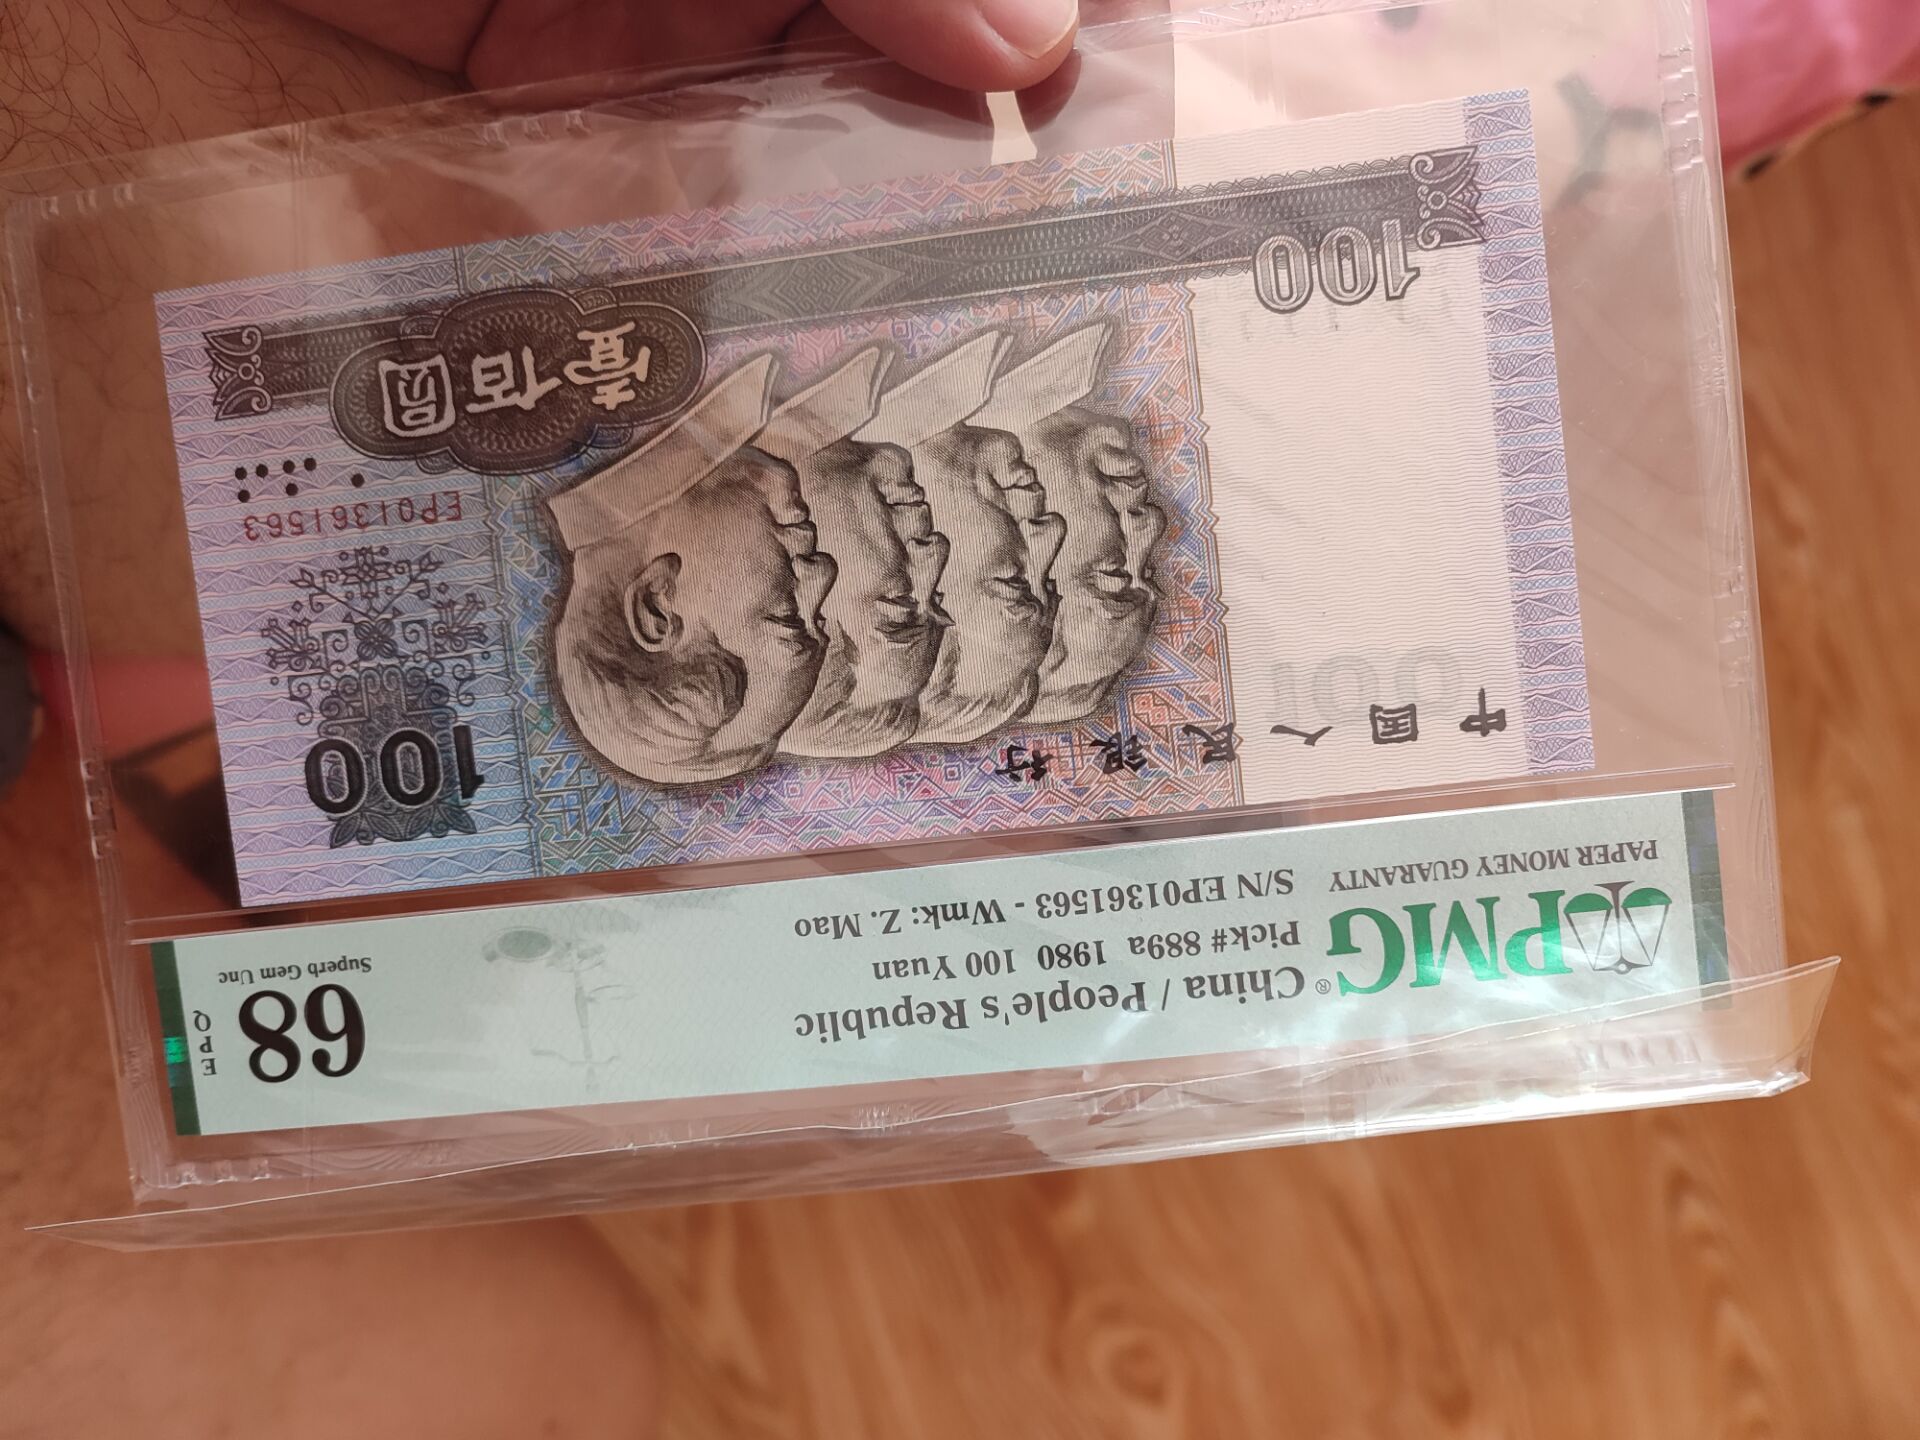 PMG
PAPER MONEY GUARANTY
®
China / People's Republic
Pick# 889a 1980 100 Yuan
S/N EP01361563 - Wmk: Z. Mao
68
EPQ
Superb Gem Unc
中国人民银行
100
EP01361563
壹佰圆
100